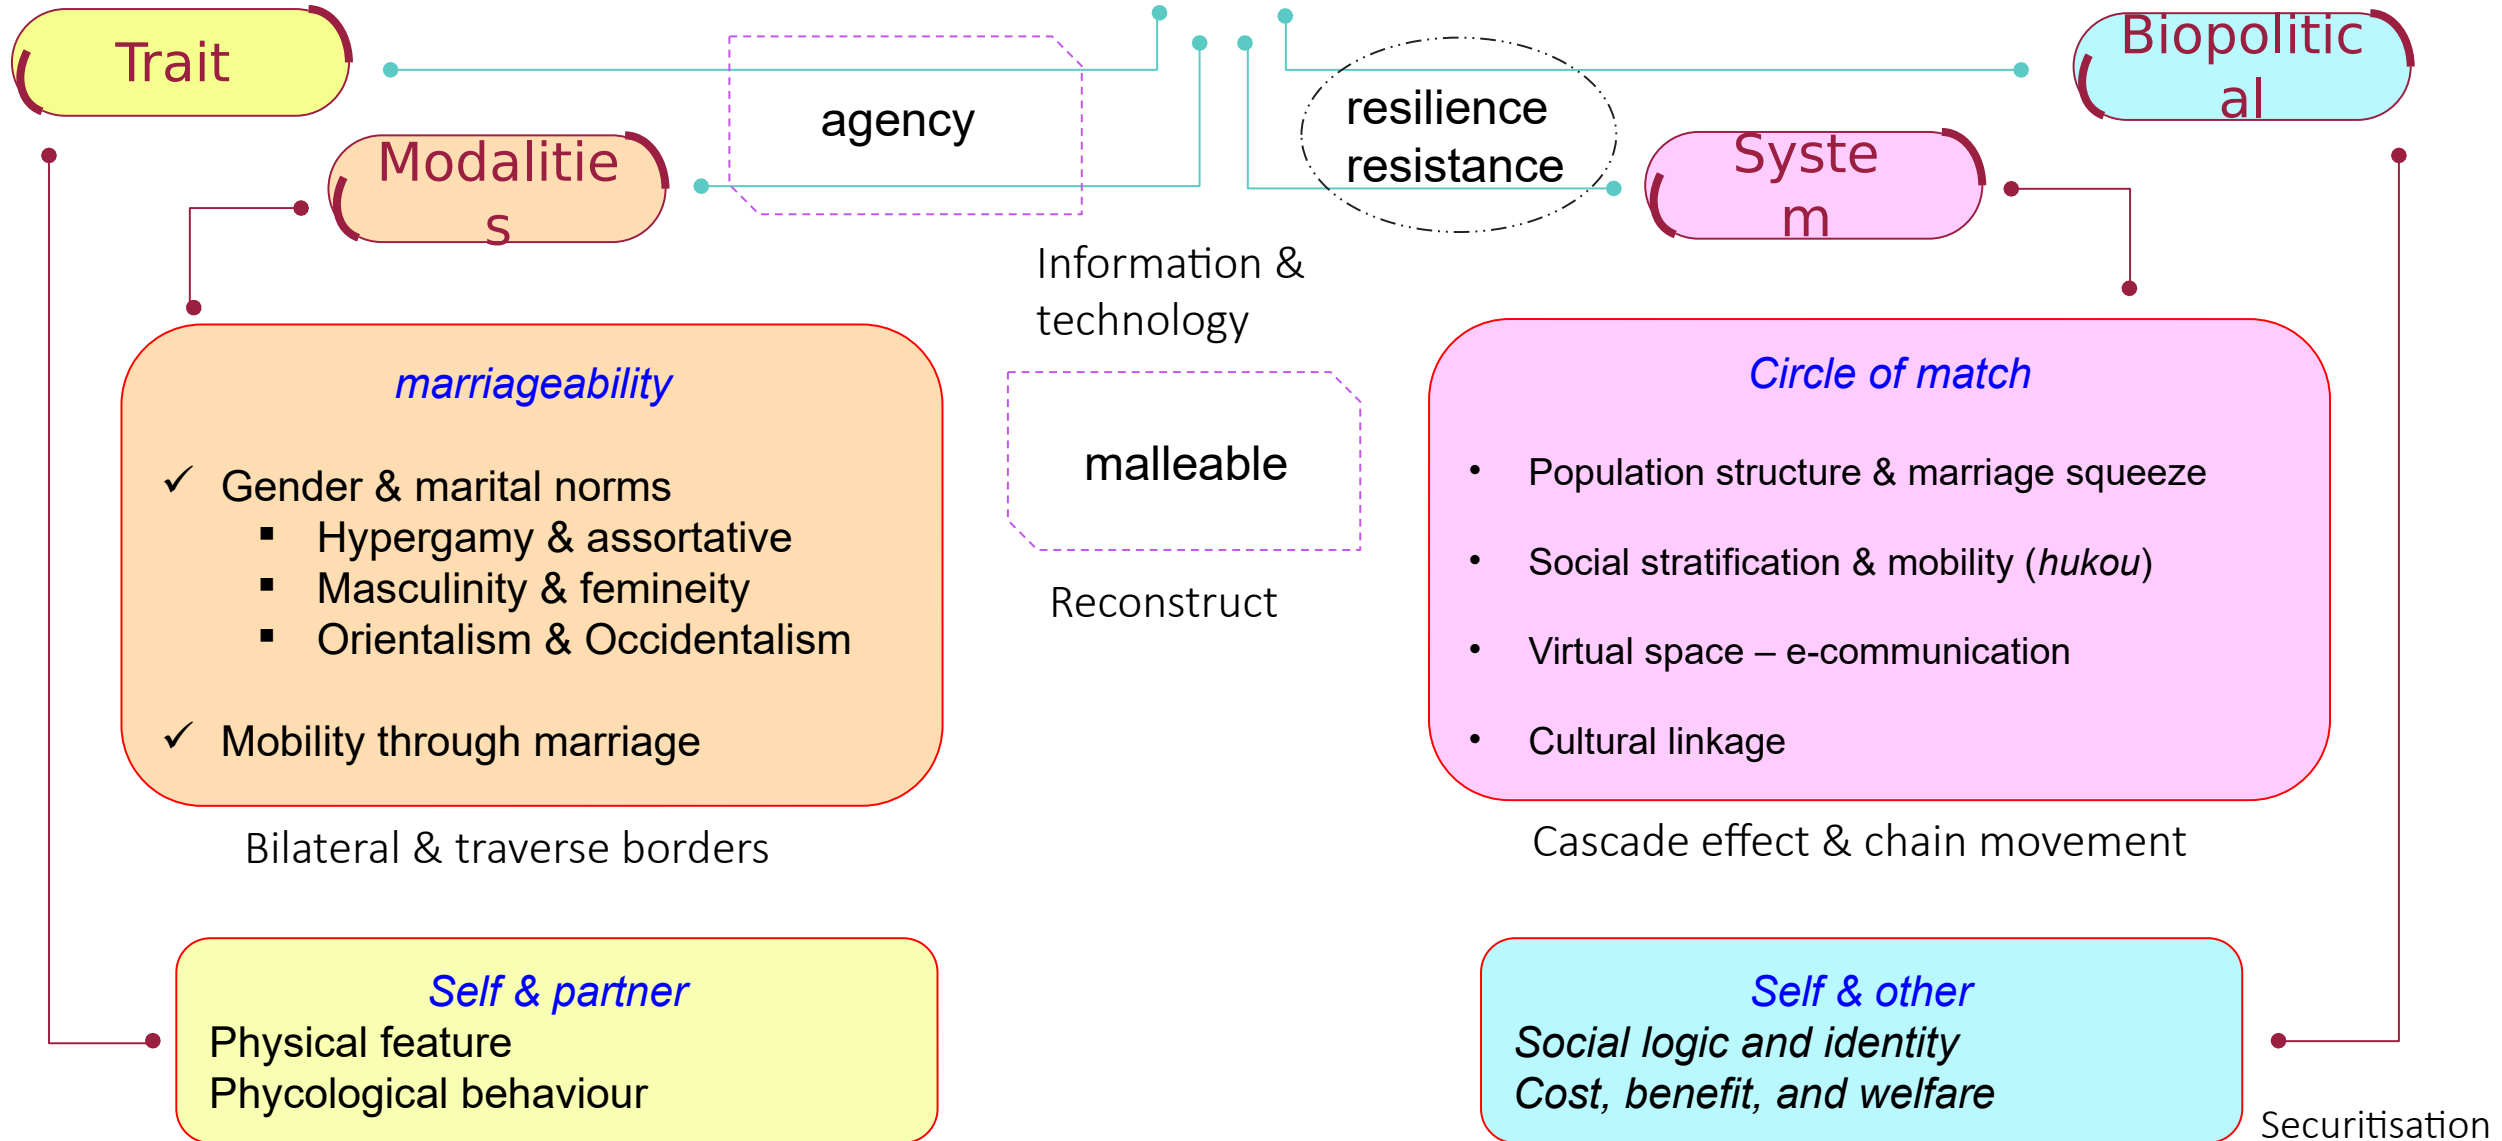 Trait
Biopolitic
al
agency
resilience
resistance
Modalitie
s
Syste
m
Information &
technology
marriageability
✓ Gender & marital norms
▪ Hypergamy & assortative
▪ Masculinity & femineity
▪ Orientalism & Occidentalism
✓ Mobility through marriage
malleable
Reconstruct
Circle of match
• Population structure & marriage squeeze
• Social stratification & mobility (hukou)
• Virtual space – e-communication
• Cultural linkage
Bilateral & traverse borders
Cascade effect & chain movement
Self & partner
Physical feature
Phycological behaviour
Self & other
Social logic and identity
Cost, benefit, and welfare
Securitisation